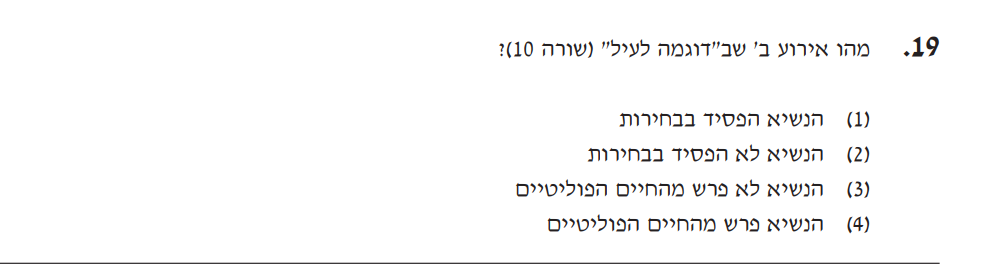 19. מהו אירוע ב' שב"דוגמה לעיל" (שורה 10)?
(1) הנשיא הפסיד בבחירות
(2) הנשיא לא הפסיד בבחירות
(3) הנשיא לא פרש מהחיים הפוליטיים
(4) הנשיא פרש מהחיים הפוליטיים